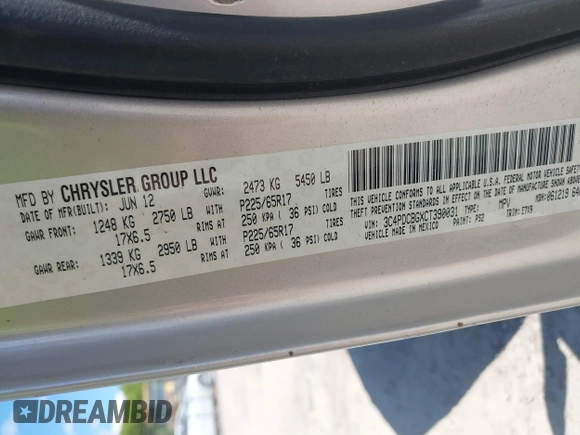 MFD BY CHRYSLER GROUP LLC
DATE OF MFR(BUILT): JUN 12 GVWR: 2473 KG 5450 LB
GAWR FRONT: WITH TIRES
1248 KG 2750 LB P225/65R17
17X6.5 RIMS AT 250 KPA ( 36 PSI) COLD
GAWR REAR: WITH TIRES
1339 KG 2950 LB P225/65R17
17X6.5 RIMS AT 250 KPA ( 36 PSI) COLD
THIS VEHICLE CONFORMS TO ALL APPLICABLE U.S.A. FEDERAL MOTOR VEHICLE SAFETY
PREVENTION STANDARDS IN EFFECT ON THE DATE OF MANUFACTURE SHOWN ABOVE
VIN: 3C4PDCBGXCT390031 TYPE: MPV MDH: 061219
VEHICLE MADE IN MEXICO PAINT: PS2 TRIM:
DREAMBID